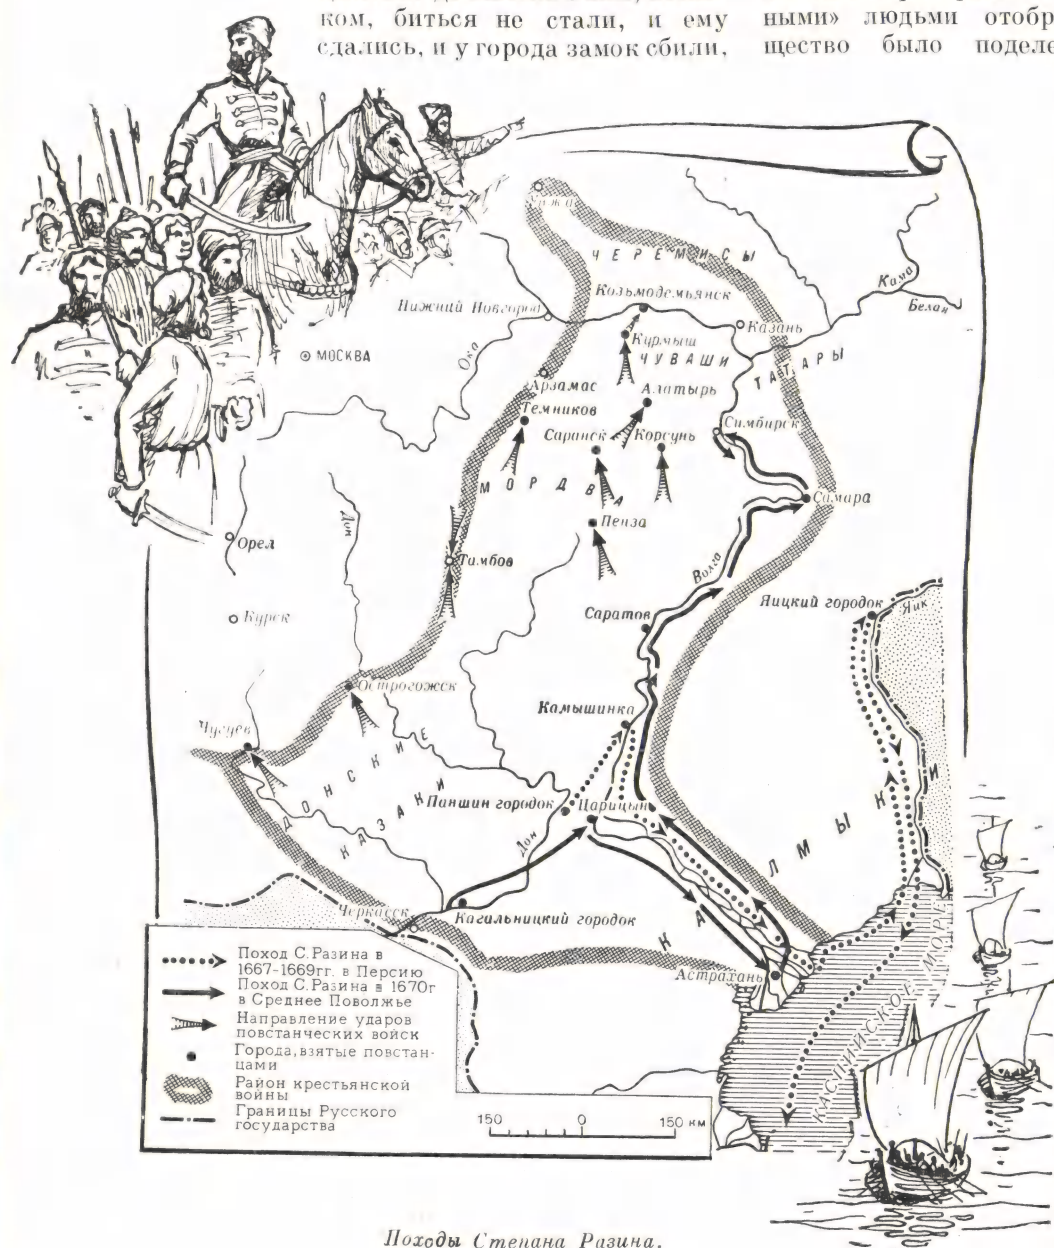 ком, биться не стали, и ему
сдались, и у города замок сбили,
ными» людьми отобр
щество было поделе
Унжа
ЧЕРЕМИСЫ
Козьмодемьянск
Кама
Белая
Нижний Новгород
Казань
Курмыш
ЧУВАШИ
ТАТАРЫ
МОСКВА
Ока
Арзамас
Алатырь
Темников
Симбирск
Саранск
Корсунь
МОРДВА
Самара
Дон
Пенза
Орел
Тамбов
Волга
Яицкий городок
Яик
Курск
Саратов
Острогожск
Камышинка
Чугуев
ДОНСКИЕ
КАЗАКИ
Паншин городок
Царицын
Дон
КАЛМЫКИ
Черкасск
Кагильницкий городок
Астрахань
КАСПИЙСКОЕ МОРЕ
Поход С.Разина в
1667-1669гг. в Персию
Поход С.Разина в 1670г
в Среднее Поволжье
Направление ударов
повстанческих войск
Города,взятые повстан-
цами
Район крестьянской
войны
Границы Русского
государства
150 0 150 км
Походы Степана Разина.